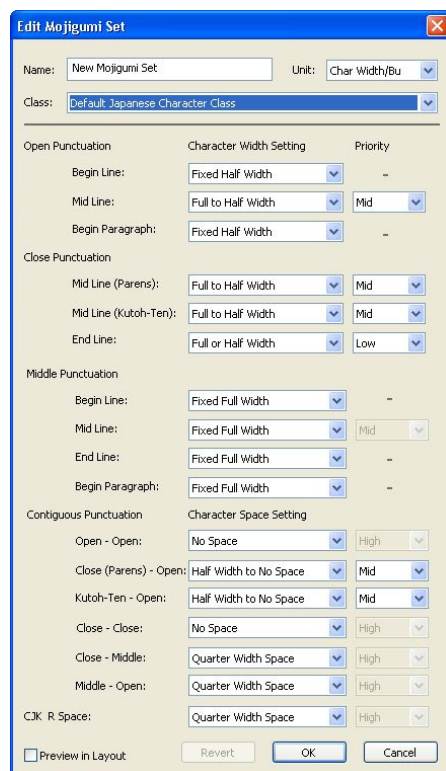 Edit Mojigumi Set
Name: New Mojigumi Set Unit: Char Width/Bu
Class: Default Japanese Character Class
Open Punctuation Character Width Setting Priority
Begin Line: Fixed Half Width –
Mid Line: Full to Half Width Mid
Begin Paragraph: Fixed Half Width –
Close Punctuation
Mid Line (Parens): Full to Half Width Mid
Mid Line (Kutoh-Ten): Full to Half Width Mid
End Line: Full or Half Width Low
Middle Punctuation
Begin Line: Fixed Full Width –
Mid Line: Fixed Full Width Mid
End Line: Fixed Full Width –
Begin Paragraph: Fixed Full Width –
Contiguous Punctuation Character Space Setting
Open - Open: No Space High
Close (Parens) - Open: Half Width to No Space Mid
Kutoh-Ten - Open: Half Width to No Space Mid
Close - Close: No Space High
Close - Middle: Quarter Width Space High
Middle - Open: Quarter Width Space High
CJK R Space: Quarter Width Space High
Preview in Layout Revert OK Cancel